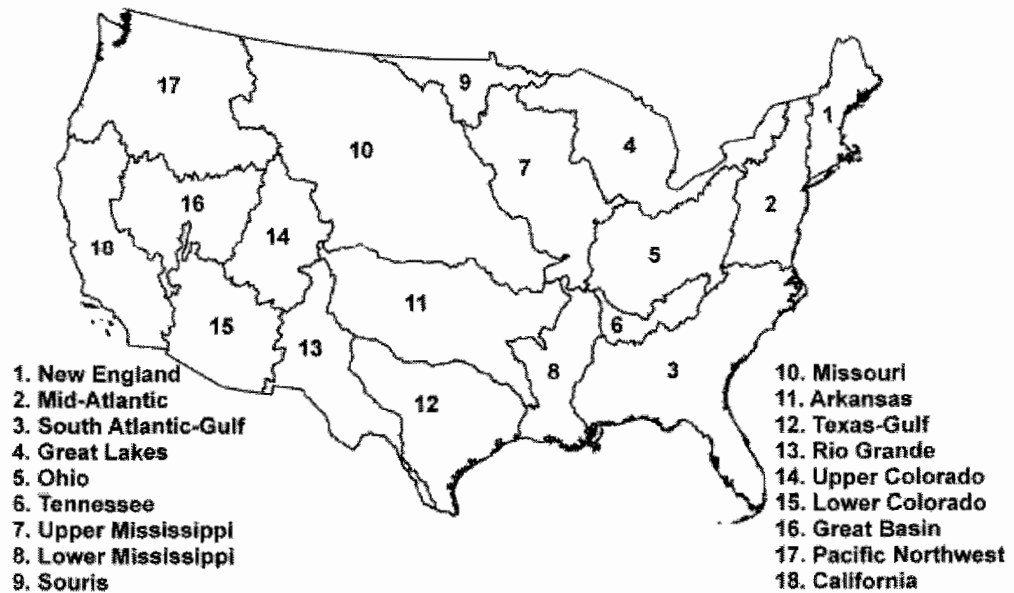 17
9
1
10
4
7
2
16
18
14
5
11
15
6
13
8
3
12
1. New England
2. Mid-Atlantic
3. South Atlantic-Gulf
4. Great Lakes
5. Ohio
6. Tennessee
7. Upper Mississippi
8. Lower Mississippi
9. Souris
10. Missouri
11. Arkansas
12. Texas-Gulf
13. Rio Grande
14. Upper Colorado
15. Lower Colorado
16. Great Basin
17. Pacific Northwest
18. California